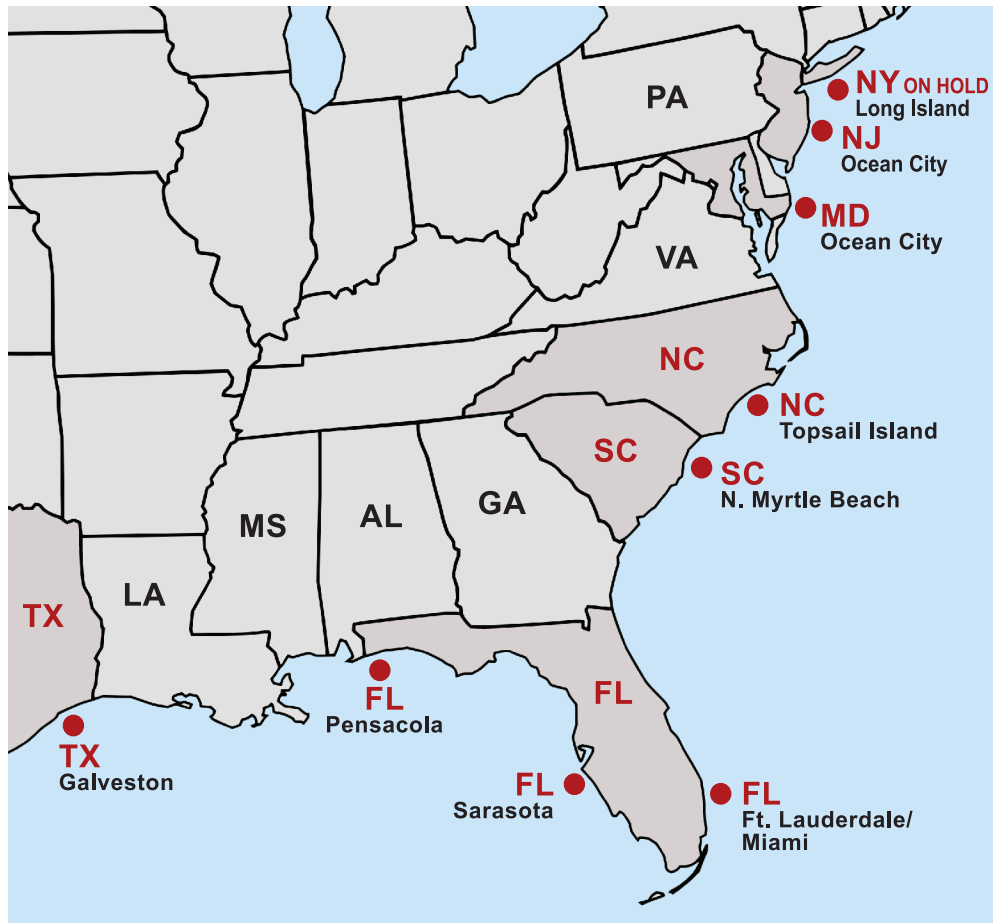 PA
NY ON HOLD
Long Island
NJ
Ocean City
MD
Ocean City
VA
NC
NC
Topsail Island
SC
SC
N. Myrtle Beach
MS
AL
GA
LA
TX
TX
Galveston
FL
Pensacola
FL
FL
Sarasota
FL
Ft. Lauderdale/
Miami